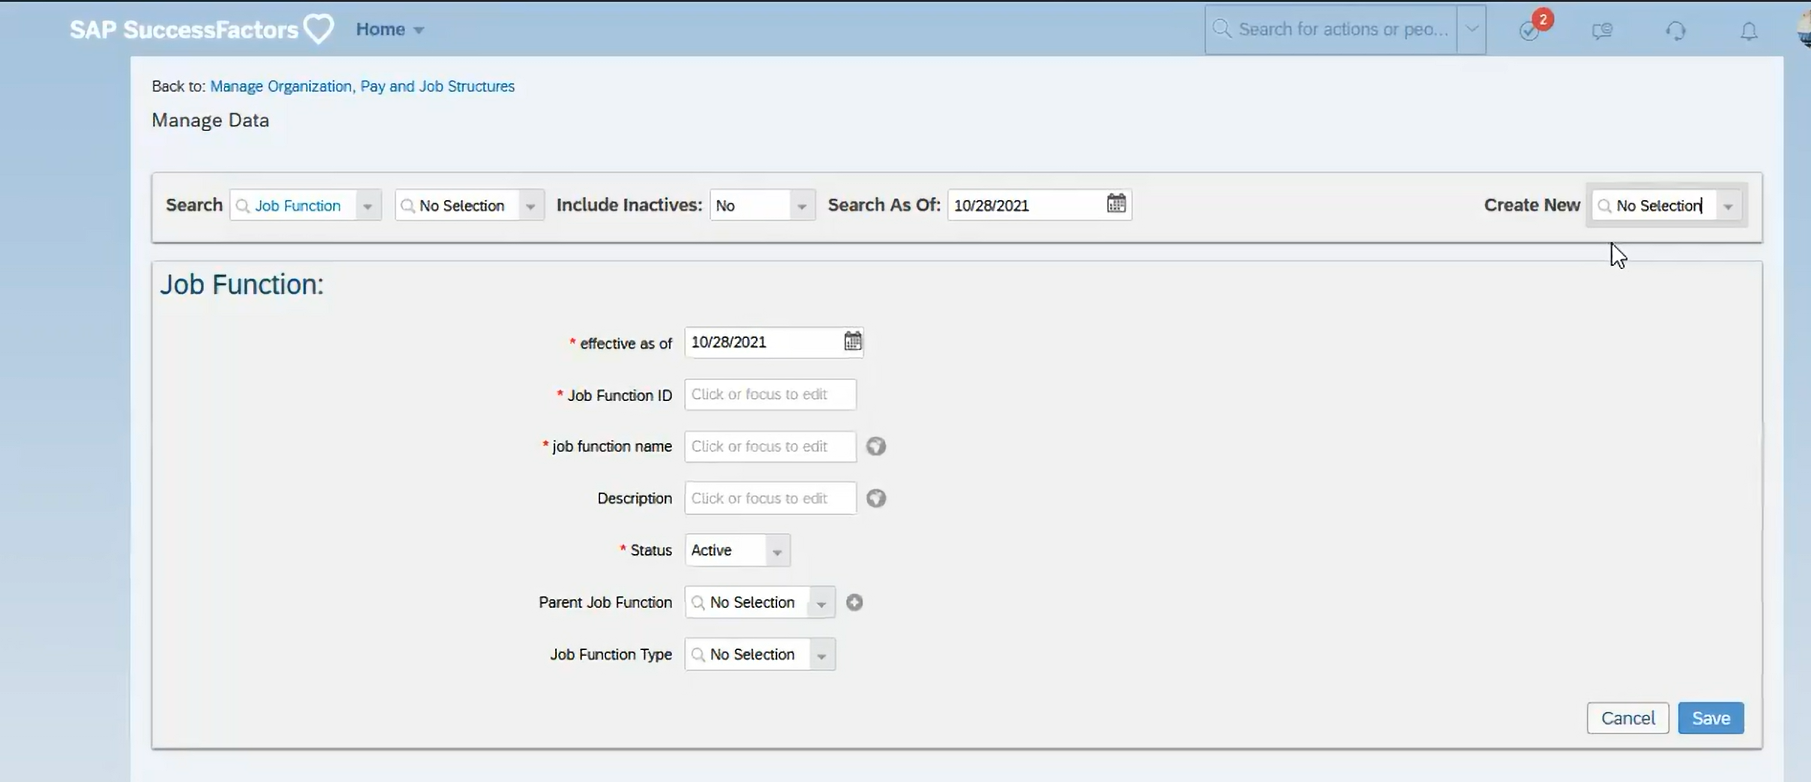 SAP SuccessFactors Home Search for actions or peo... 2
Back to: Manage Organization, Pay and Job Structures
Manage Data
Search Job Function No Selection Include Inactives: No Search As Of: 10/28/2021 Create New No Selection
Job Function:
* effective as of 10/28/2021
* Job Function ID Click or focus to edit
* job function name Click or focus to edit
Description Click or focus to edit
* Status Active
Parent Job Function No Selection
Job Function Type No Selection
Cancel Save